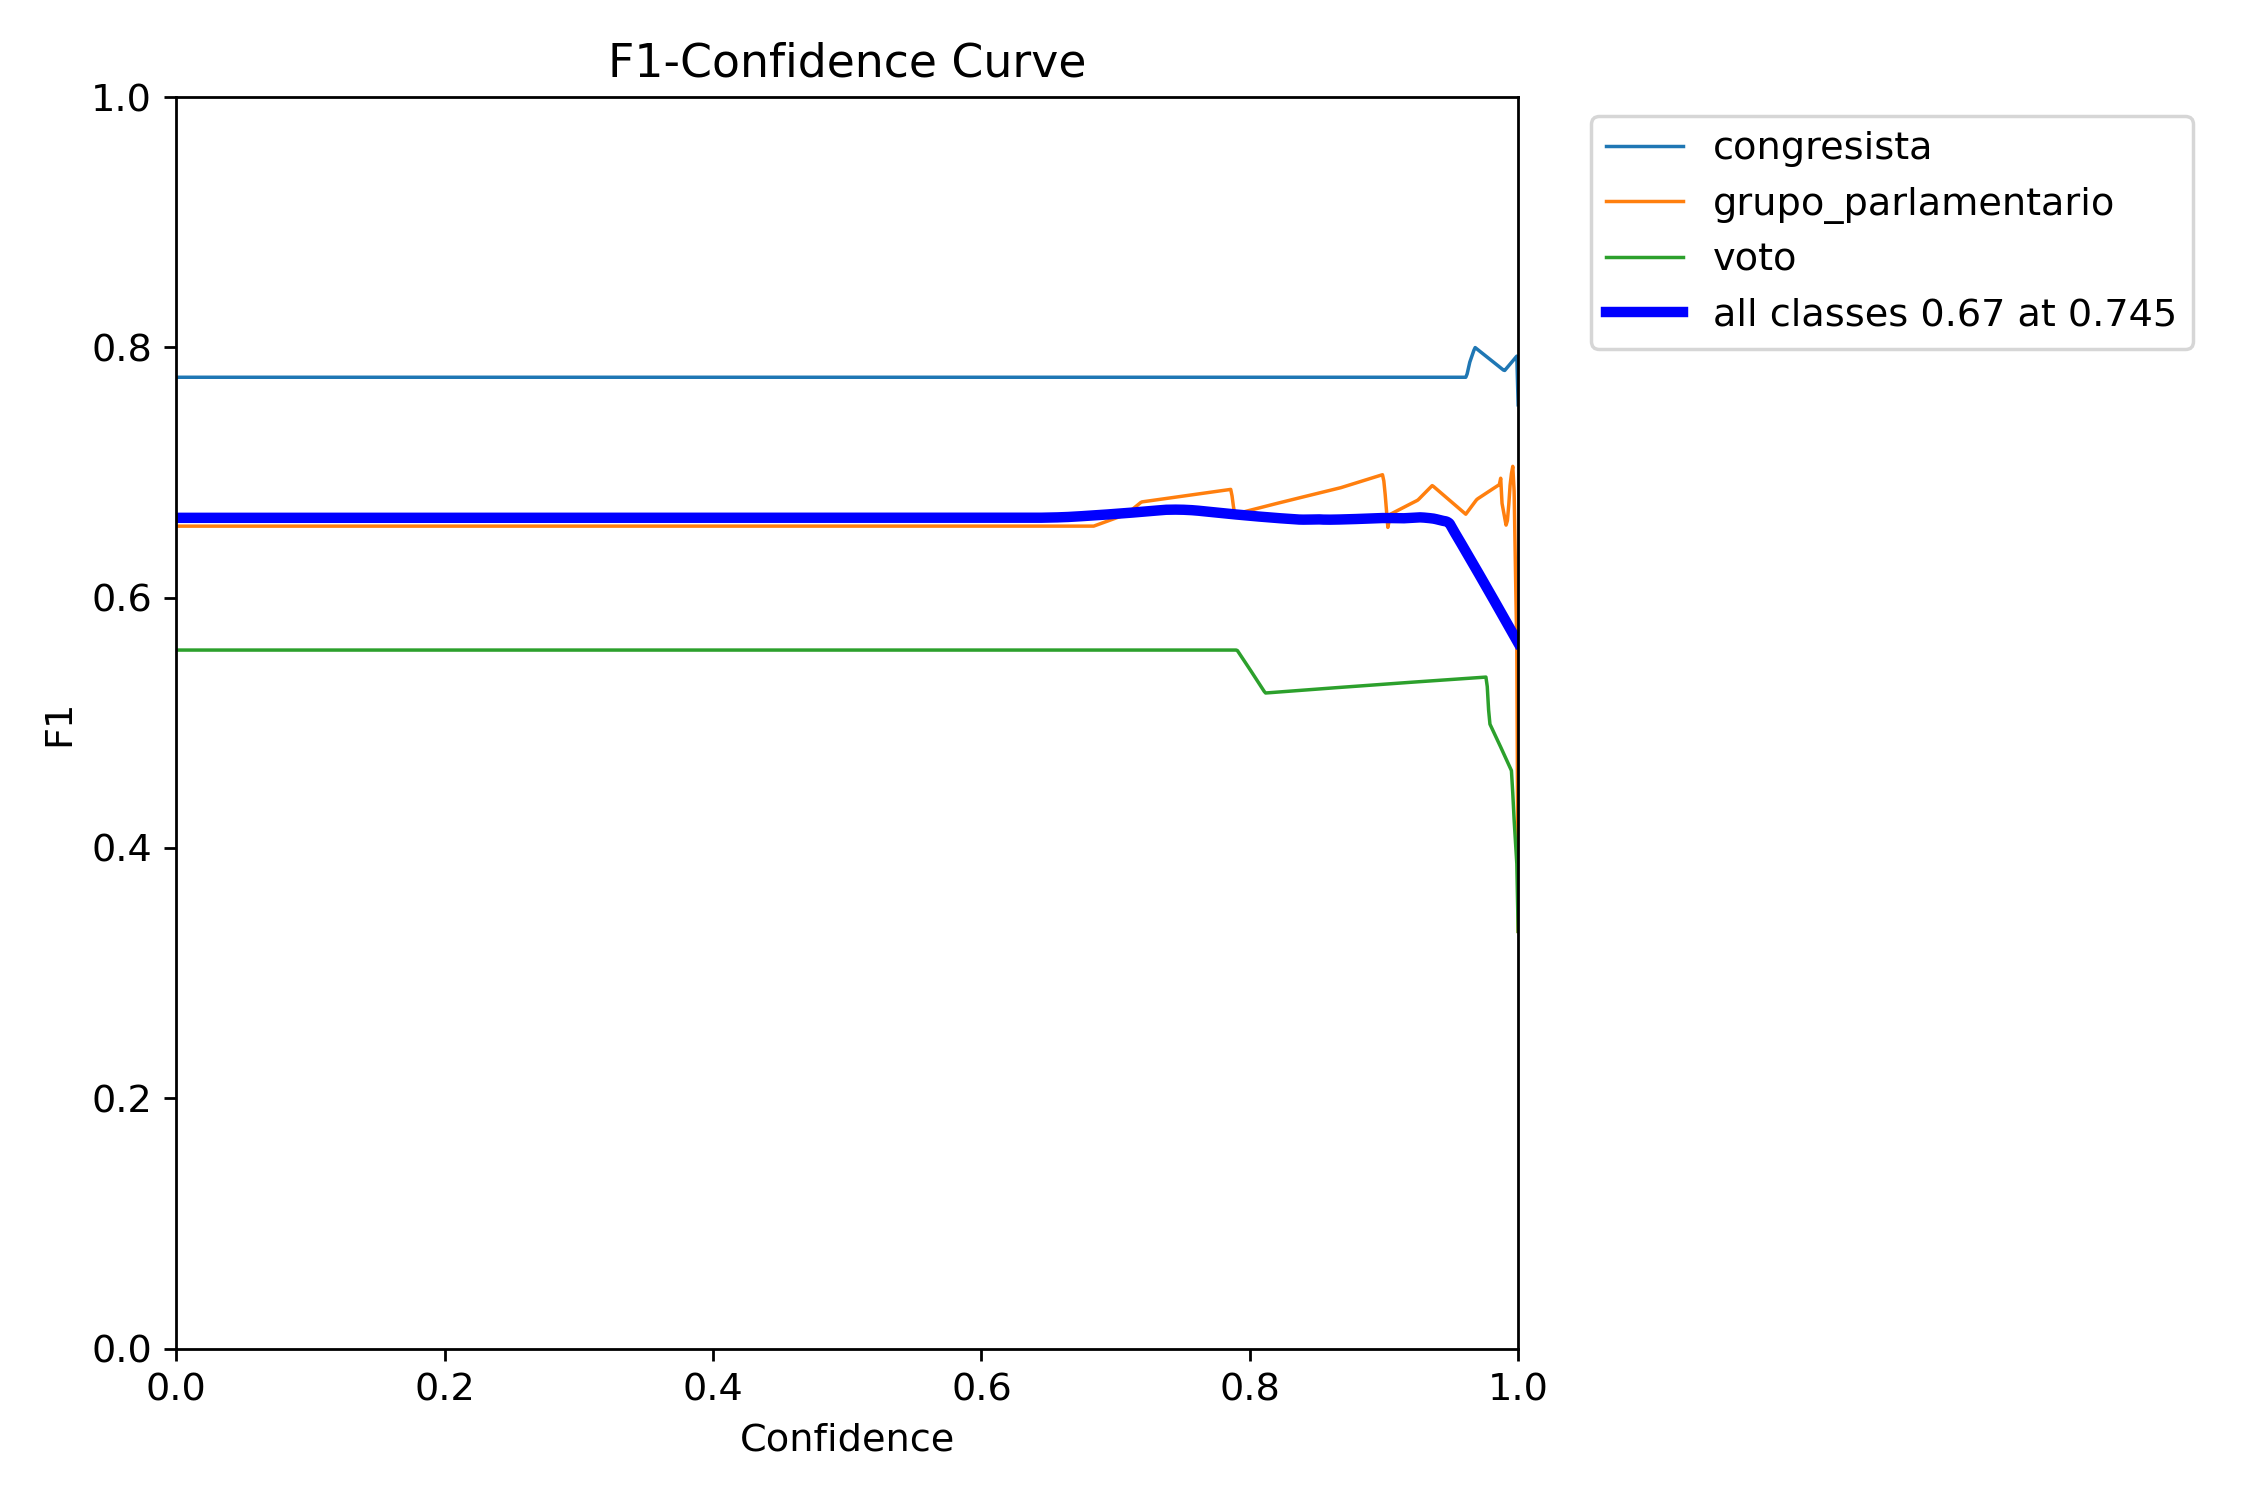 F1-Confidence Curve
1.0
0.8
0.6
0.4
0.2
0.0
F1
0.0 0.2 0.4 0.6 0.8 1.0
Confidence
congresista
grupo_parlamentario
voto
all classes 0.67 at 0.745